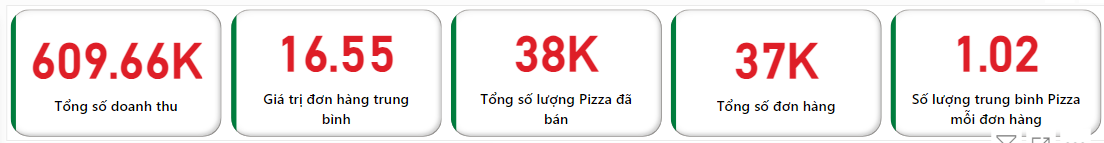 609.66K
Tổng số doanh thu
16.55
Giá trị đơn hàng trung
bình
38K
Tổng số lượng Pizza đã
bán
37K
Tổng số đơn hàng
1.02
Số lượng trung bình Pizza
mỗi đơn hàng